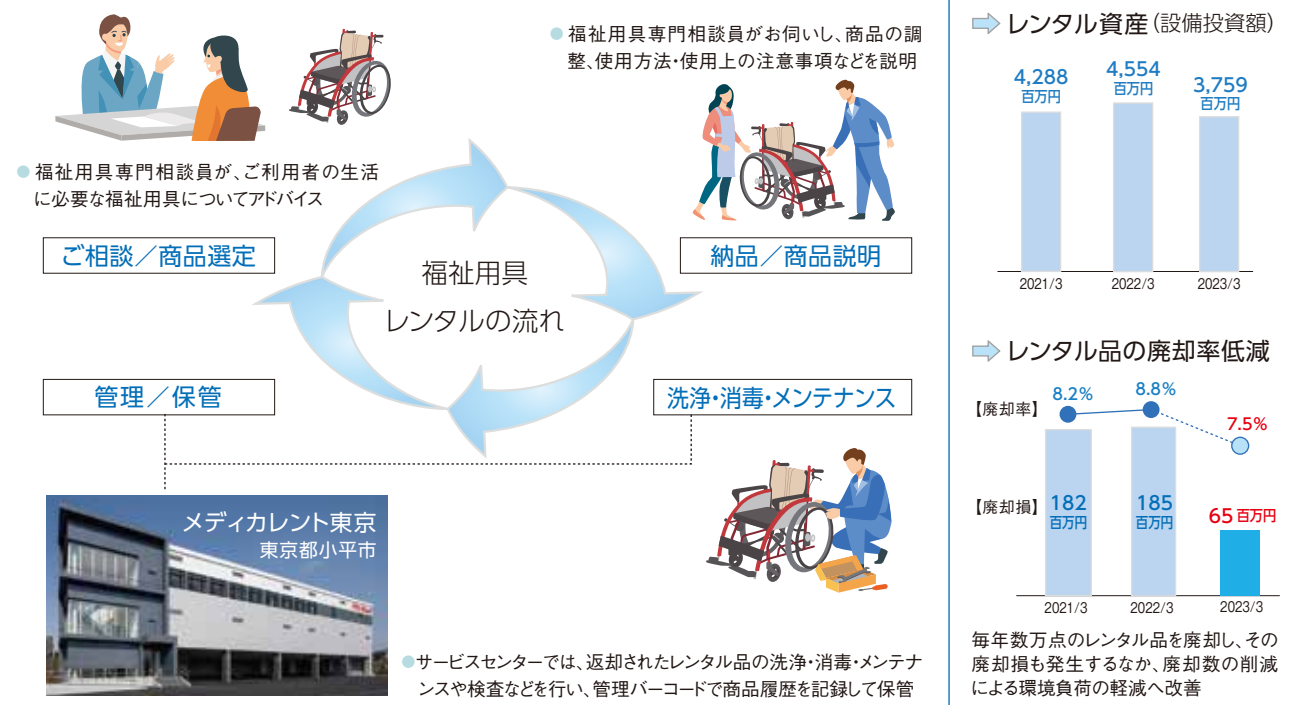 福祉用具専門相談員が、ご利用者の生活
に必要な福祉用具についてアドバイス
ご相談／商品選定
福祉用具専門相談員がお伺いし、商品の調
整、使用方法・使用上の注意事項などを説明
納品／商品説明
福祉用具
レンタルの流れ
管理／保管
洗浄・消毒・メンテナンス
メディカレント東京
東京都小平市
サービスセンターでは、返却されたレンタル品の洗浄・消毒・メンテナ
ンスや検査などを行い、管理バーコードで商品履歴を記録して保管
レンタル資産（設備投資額）
4,288
百万円
4,554
百万円
3,759
百万円
2021/3 2022/3 2023/3
レンタル品の廃却率低減
【廃却率】 8.2% 8.8% 7.5%
【廃却損】
182
百万円
185
百万円
65百万円
2021/3 2022/3 2023/3
毎年数万点のレンタル品を廃却し、その
廃却損も発生するなか、廃却数の削減
による環境負荷の軽減へ改善